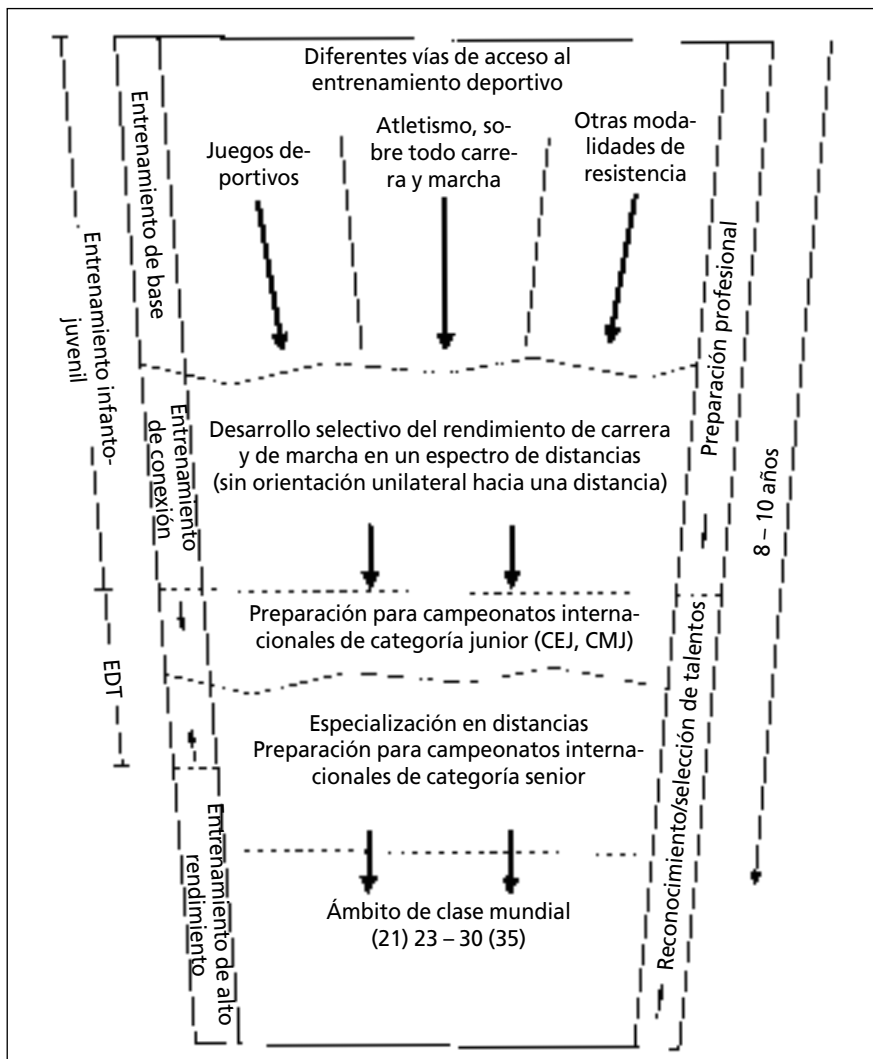 Diferentes vías de acceso al
entrenamiento deportivo
Juegos de-
portivos
Atletismo, so-
bre todo carre-
ra y marcha
Otras moda-
lidades de
resistencia
Entrenamiento de base
Entrenamiento infanto-
juvenil
Preparación profesional
8 – 10 años
Entrenamiento
de conexión
Desarrollo selectivo del rendimiento de carrera
y de marcha en un espectro de distancias
(sin orientación unilateral hacia una distancia)
Preparación para campeonatos interna-
cionales de categoría junior (CEJ, CMJ)
EDT
Reconocimiento/selección de talentos
Especialización en distancias
Preparación para campeonatos interna-
cionales de categoría senior
Entrenamiento de alto
rendimiento
Ámbito de clase mundial
(21) 23 – 30 (35)